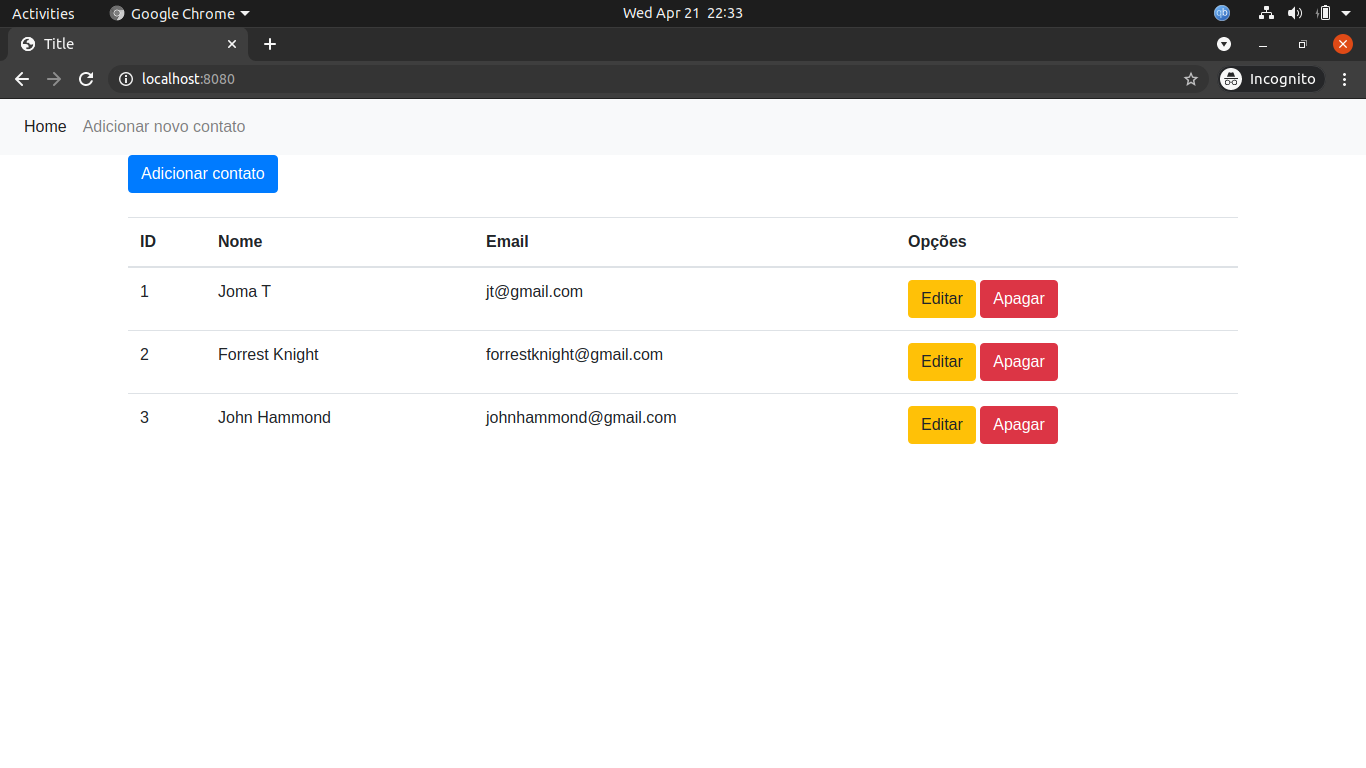 Activities Google Chrome Wed Apr 21 22:33 qb
Title
localhost:8080 Incognito
Home Adicionar novo contato
Adicionar contato
ID Nome Email Opções
1 Joma T jt@gmail.com Editar Apagar
2 Forrest Knight forrestknight@gmail.com Editar Apagar
3 John Hammond johnhammond@gmail.com Editar Apagar